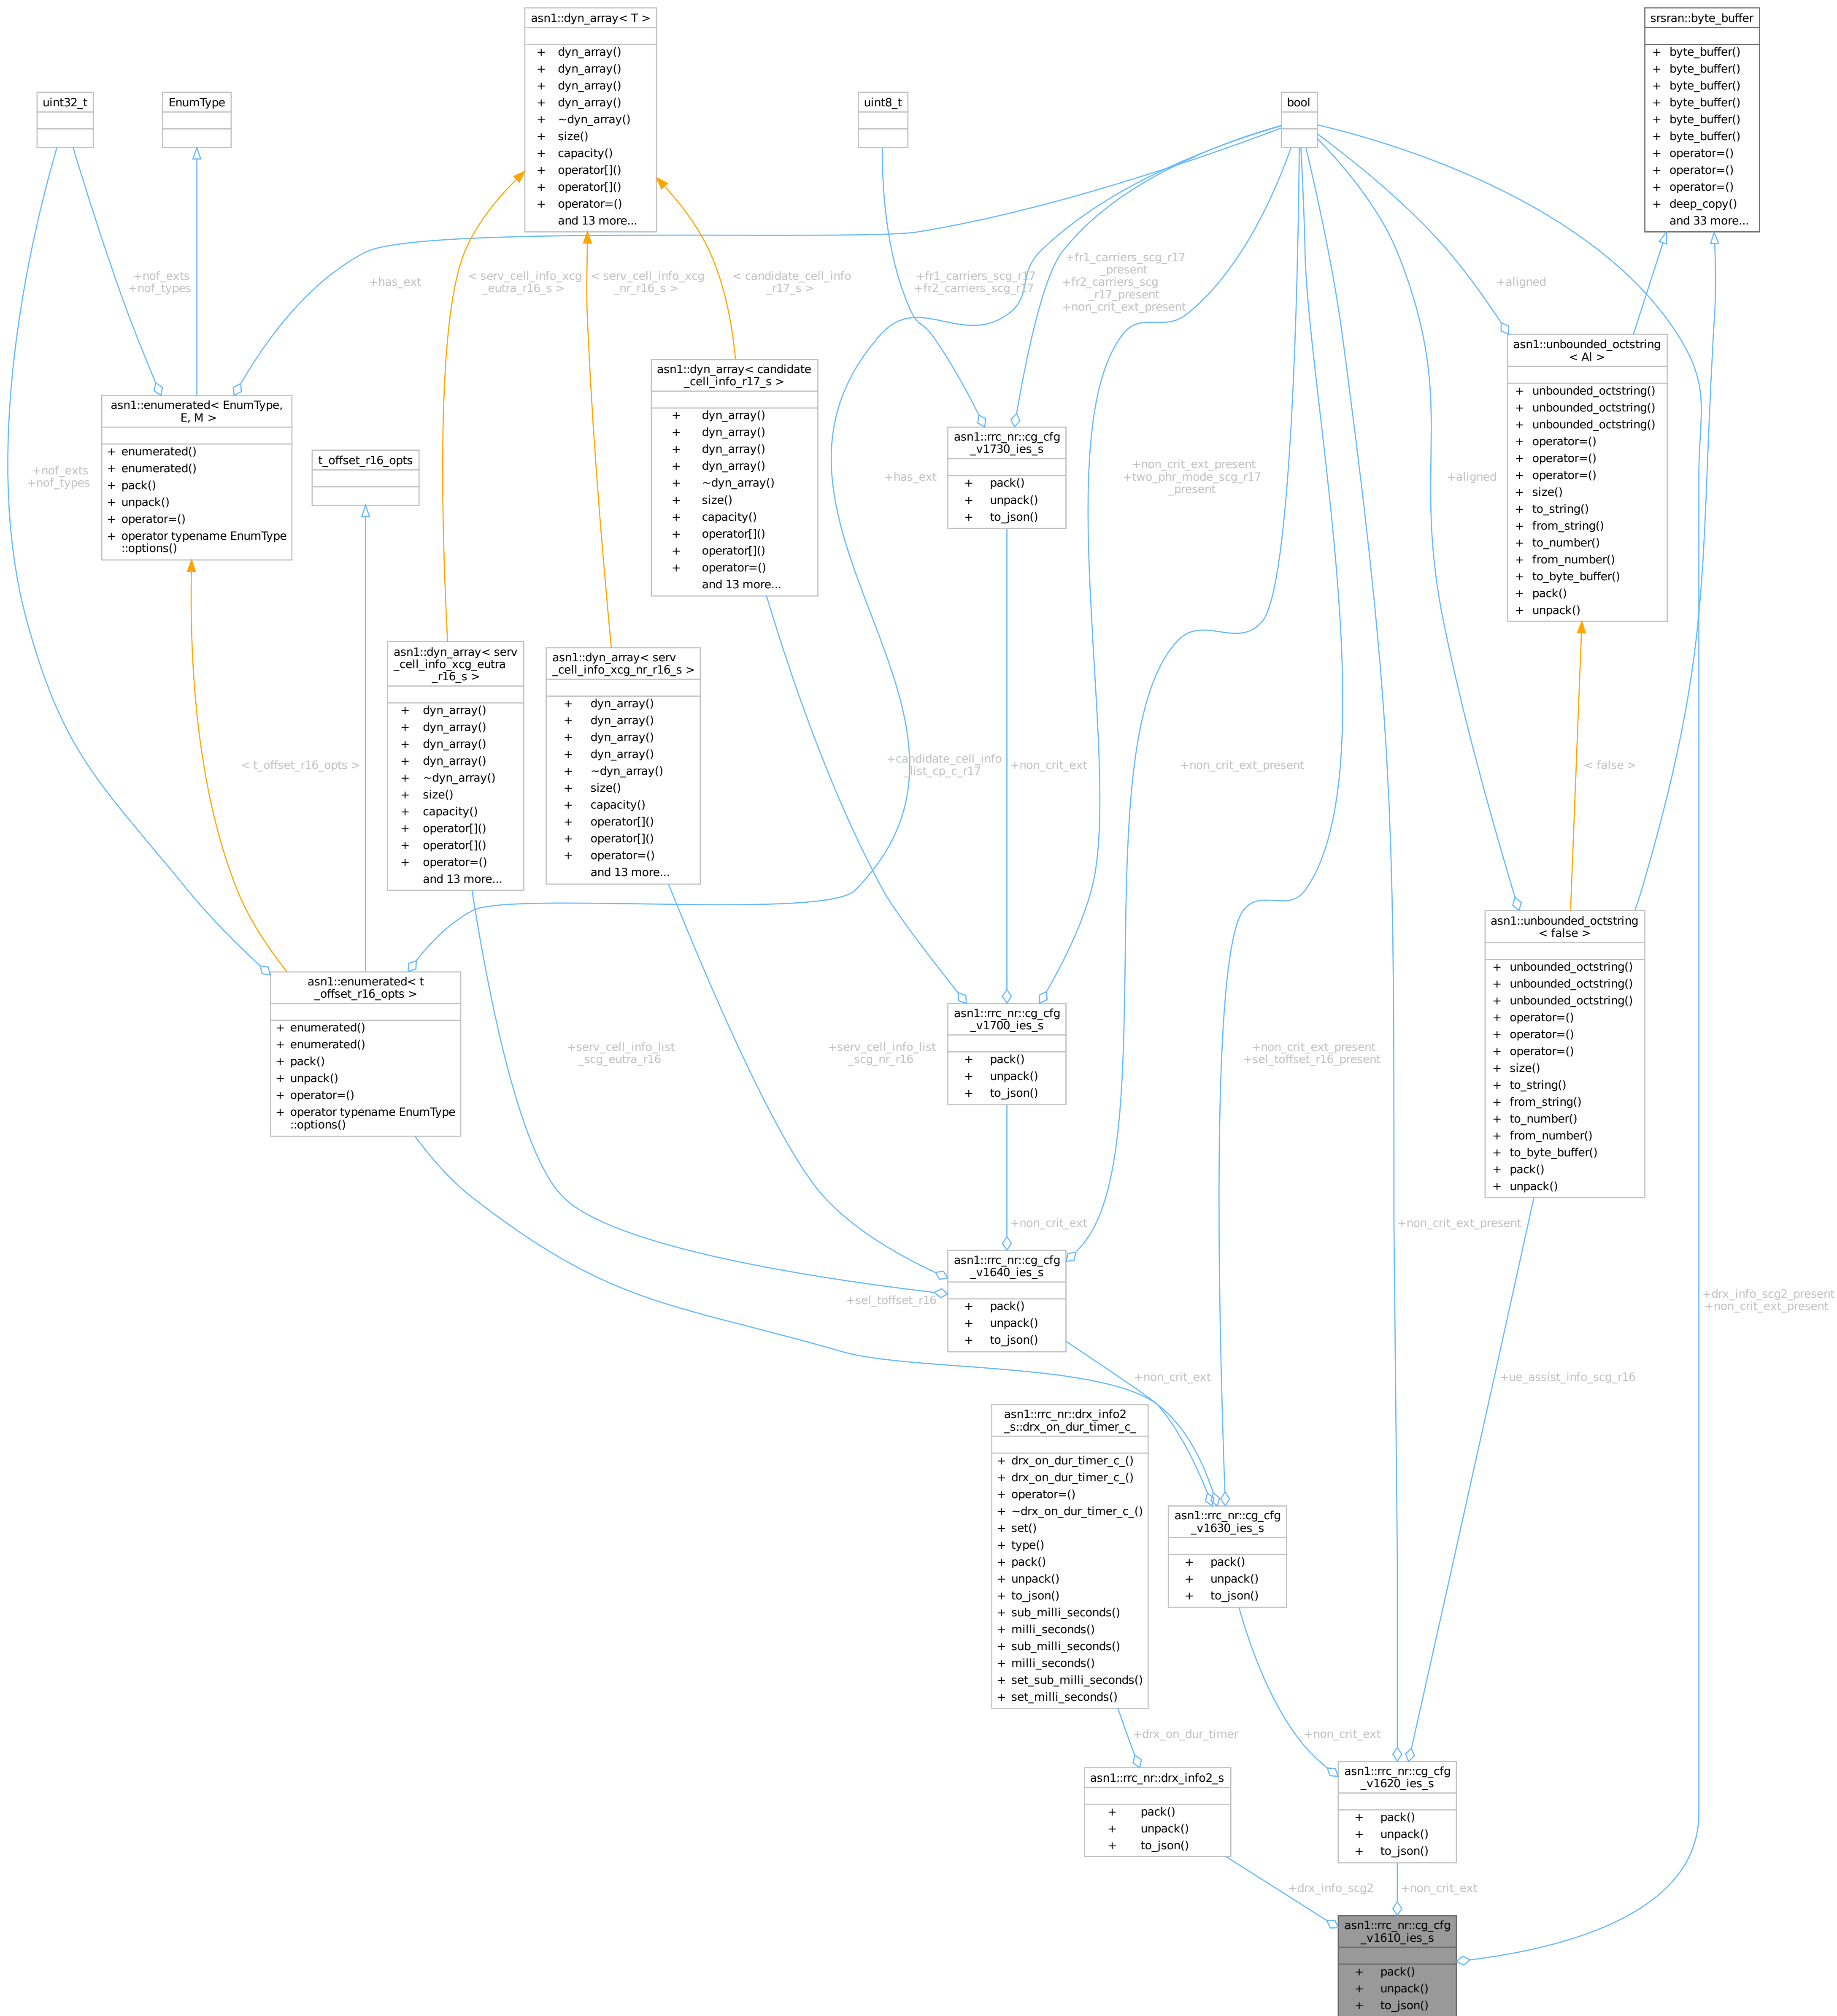 asn1::dyn_array< T >
+ dyn_array()
+ dyn_array()
+ dyn_array()
+ dyn_array()
+ ~dyn_array()
+ size()
+ capacity()
+ operator[]()
+ operator[]()
+ operator=()
and 13 more...
srsran::byte_buffer
+ byte_buffer()
+ byte_buffer()
+ byte_buffer()
+ byte_buffer()
+ byte_buffer()
+ byte_buffer()
+ operator=()
+ operator=()
+ operator=()
+ deep_copy()
and 33 more...
uint32_t
EnumType
uint8_t
bool
+nof_exts
+nof_types
+has_ext
< serv_cell_info_xcg
_eutra_r16_s >
< serv_cell_info_xcg
_nr_r16_s >
< candidate_cell_info
_r17_s >
+fr1_carriers_scg_r17
+fr2_carriers_scg_r17
+fr1_carriers_scg_r17
_present
+fr2_carriers_scg
_r17_present
+non_crit_ext_present
+aligned
asn1::unbounded_octstring
< Al >
+ unbounded_octstring()
+ unbounded_octstring()
+ unbounded_octstring()
+ operator=()
+ operator=()
+ operator=()
+ size()
+ to_string()
+ from_string()
+ to_number()
+ from_number()
+ to_byte_buffer()
+ pack()
+ unpack()
asn1::dyn_array< candidate
_cell_info_r17_s >
+ dyn_array()
+ dyn_array()
+ dyn_array()
+ dyn_array()
+ ~dyn_array()
+ size()
+ capacity()
+ operator[]()
+ operator[]()
+ operator=()
and 13 more...
asn1::enumerated< EnumType,
E, M >
+ enumerated()
+ enumerated()
+ pack()
+ unpack()
+ operator=()
+ operator typename EnumType
::options()
asn1::rrc_nr::cg_cfg
_v1730_ies_s
+ pack()
+ unpack()
+ to_json()
t_offset_r16_opts
+nof_exts
+nof_types
+has_ext
+non_crit_ext_present
+two_phr_mode_scg_r17
_present
+aligned
asn1::dyn_array< serv
_cell_info_xcg_eutra
_r16_s >
+ dyn_array()
+ dyn_array()
+ dyn_array()
+ dyn_array()
+ ~dyn_array()
+ size()
+ capacity()
+ operator[]()
+ operator[]()
+ operator=()
and 13 more...
asn1::dyn_array< serv
_cell_info_xcg_nr_r16_s >
+ dyn_array()
+ dyn_array()
+ dyn_array()
+ dyn_array()
+ ~dyn_array()
+ size()
+ capacity()
+ operator[]()
+ operator[]()
+ operator=()
and 13 more...
< t_offset_r16_opts >
+candidate_cell_info
_list_cp_c_r17
+non_crit_ext
+non_crit_ext_present
< false >
asn1::unbounded_octstring
< false >
+ unbounded_octstring()
+ unbounded_octstring()
+ unbounded_octstring()
+ operator=()
+ operator=()
+ operator=()
+ size()
+ to_string()
+ from_string()
+ to_number()
+ from_number()
+ to_byte_buffer()
+ pack()
+ unpack()
asn1::enumerated< t
_offset_r16_opts >
+ enumerated()
+ enumerated()
+ pack()
+ unpack()
+ operator=()
+ operator typename EnumType
::options()
asn1::rrc_nr::cg_cfg
_v1700_ies_s
+ pack()
+ unpack()
+ to_json()
+serv_cell_info_list
_scg_eutra_r16
+serv_cell_info_list
_scg_nr_r16
+non_crit_ext_present
+sel_toffset_r16_present
+non_crit_ext
+non_crit_ext_present
asn1::rrc_nr::cg_cfg
_v1640_ies_s
+ pack()
+ unpack()
+ to_json()
+sel_toffset_r16
+drx_info_scg2_present
+non_crit_ext_present
+non_crit_ext
+ue_assist_info_scg_r16
asn1::rrc_nr::drx_info2
_s::drx_on_dur_timer_c_
+ drx_on_dur_timer_c_()
+ drx_on_dur_timer_c_()
+ operator=()
+ ~drx_on_dur_timer_c_()
+ set()
+ type()
+ pack()
+ unpack()
+ to_json()
+ sub_milli_seconds()
+ milli_seconds()
+ sub_milli_seconds()
+ milli_seconds()
+ set_sub_milli_seconds()
+ set_milli_seconds()
asn1::rrc_nr::cg_cfg
_v1630_ies_s
+ pack()
+ unpack()
+ to_json()
+drx_on_dur_timer
+non_crit_ext
asn1::rrc_nr::drx_info2_s
+ pack()
+ unpack()
+ to_json()
asn1::rrc_nr::cg_cfg
_v1620_ies_s
+ pack()
+ unpack()
+ to_json()
+drx_info_scg2
+non_crit_ext
asn1::rrc_nr::cg_cfg
_v1610_ies_s
+ pack()
+ unpack()
+ to_json()